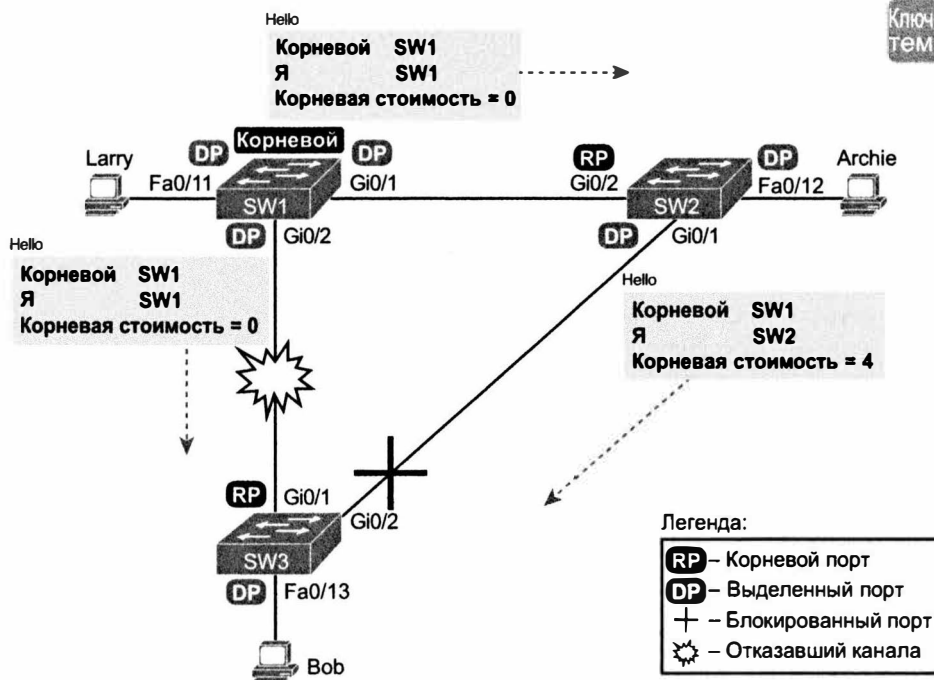 Hello
Корневой SW1
Я SW1
Корневая стоимость = 0
Larry
DP
Корневой
DP
RP
DP
Archie
Fa0/11
Gi0/1
Gi0/2
Fa0/12
SW1
SW2
DP
Gi0/2
DP
Gi0/1
Hello
Корневой SW1
Я SW1
Корневая стоимость = 0
Hello
Корневой SW1
Я SW2
Корневая стоимость = 4
RP
Gi0/1
Gi0/2
SW3
DP
Fa0/13
Bob
Легенда:
RP – Корневой порт
DP – Выделенный порт
– Блокированный порт
– Отказавший канала